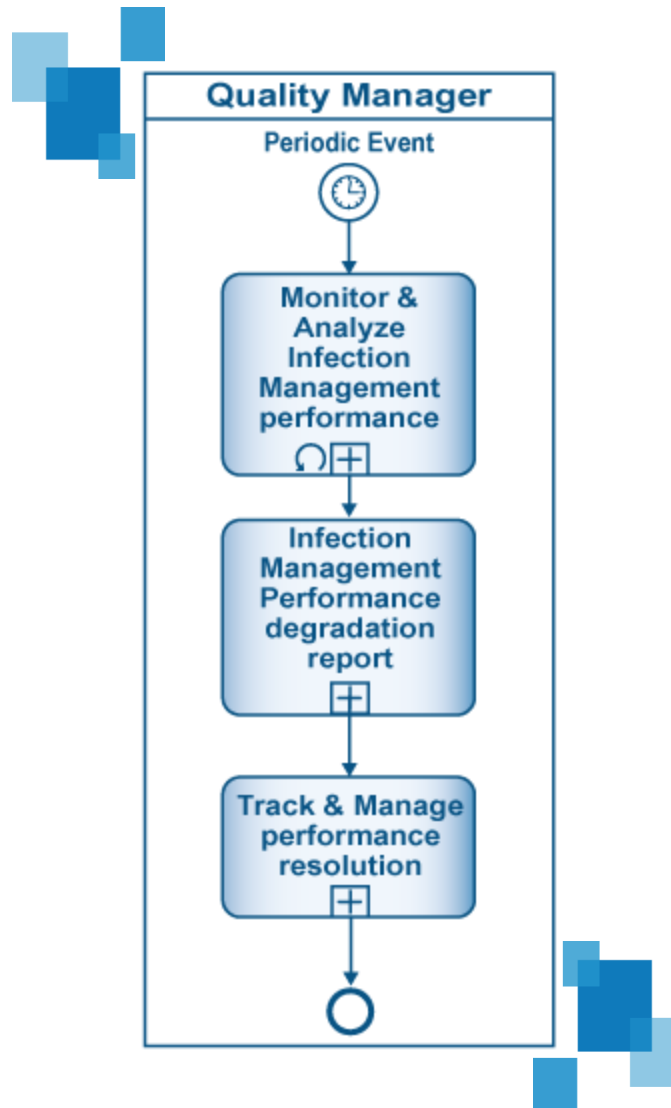 Quality Manager
Periodic Event
Monitor &
Analyze
Infection
Management
performance
Infection
Management
Performance
degradation
report
Track & Manage
performance
resolution